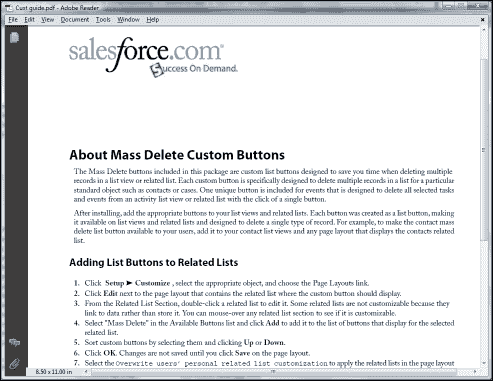 Cust guide.pdf - Adobe Reader
File Edit View Document Tools Window Help
salesforce.com
Success On Demand.
About Mass Delete Custom Buttons
The Mass Delete buttons included in this package are custom list buttons designed to save you time when deleting multiple
records in a list view or related list. Each custom button is specifically designed to delete multiple records in a list for a particular
standard object such as contacts or cases. One unique button is included for events that is designed to delete all selected tasks
and events from an activity list view or related list with the click of a single button.
After installing, add the appropriate buttons to your list views and related lists. Each button was created as a list button, making
it available on list views and related lists and designed to delete a single type of record. For example, to make the contact mass
delete list button available to your users, add it to your contact list views and any page layout that displays the contacts related
list.
Adding List Buttons to Related Lists
1. Click Setup ➤ Customize , select the appropriate object, and choose the Page Layouts link.
2. Click Edit next to the page layout that contains the related list where the custom button should display.
3. From the Related List Section, double-click a related list to edit it. Some related lists are not customizable because they
link to data rather than store it. You can mouse-over any related list section to see if it is customizable.
4. Select "Mass Delete" in the Available Buttons list and click Add to add it to the list of buttons that display for the selected
related list.
5. Sort custom buttons by selecting them and clicking Up or Down.
6. Click OK. Changes are not saved until you click Save on the page layout.
7. Select the Overwrite users' personal related list customization to apply the related lists in the page layout
8.50 x 11.00 in